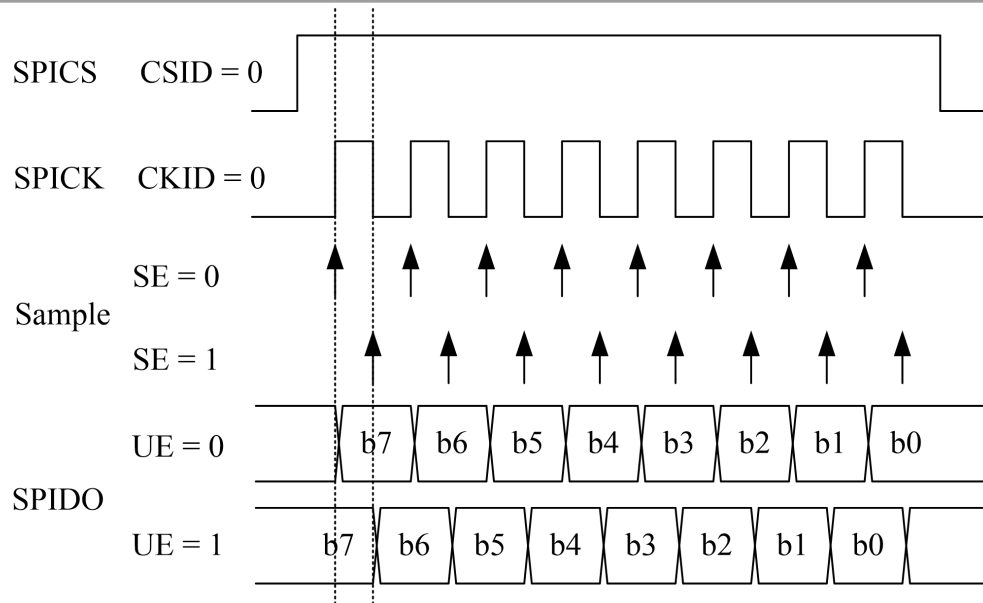 SPICS CSID = 0
SPICK CKID = 0
SE = 0
Sample
SE = 1
b7 b6 b5 b4 b3 b2 b1 b0
UE = 0
SPIDO
UE = 1 b7 b6 b5 b4 b3 b2 b1 b0